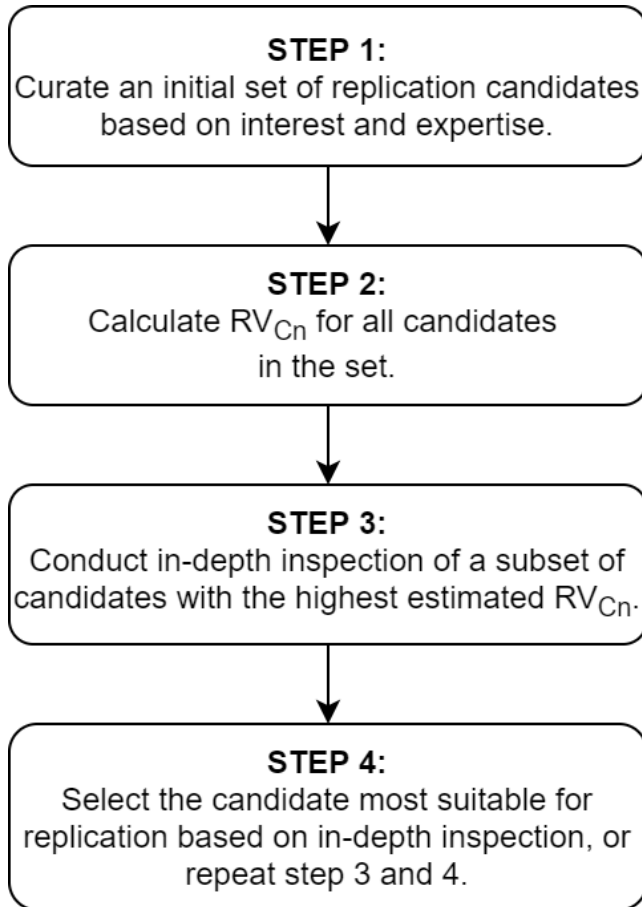 STEP 1:
Curate an initial set of replication candidates
based on interest and expertise.
STEP 2:
Calculate RV_Cn for all candidates
in the set.
STEP 3:
Conduct in-depth inspection of a subset of
candidates with the highest estimated RV_Cn.
STEP 4:
Select the candidate most suitable for
replication based on in-depth inspection, or
repeat step 3 and 4.